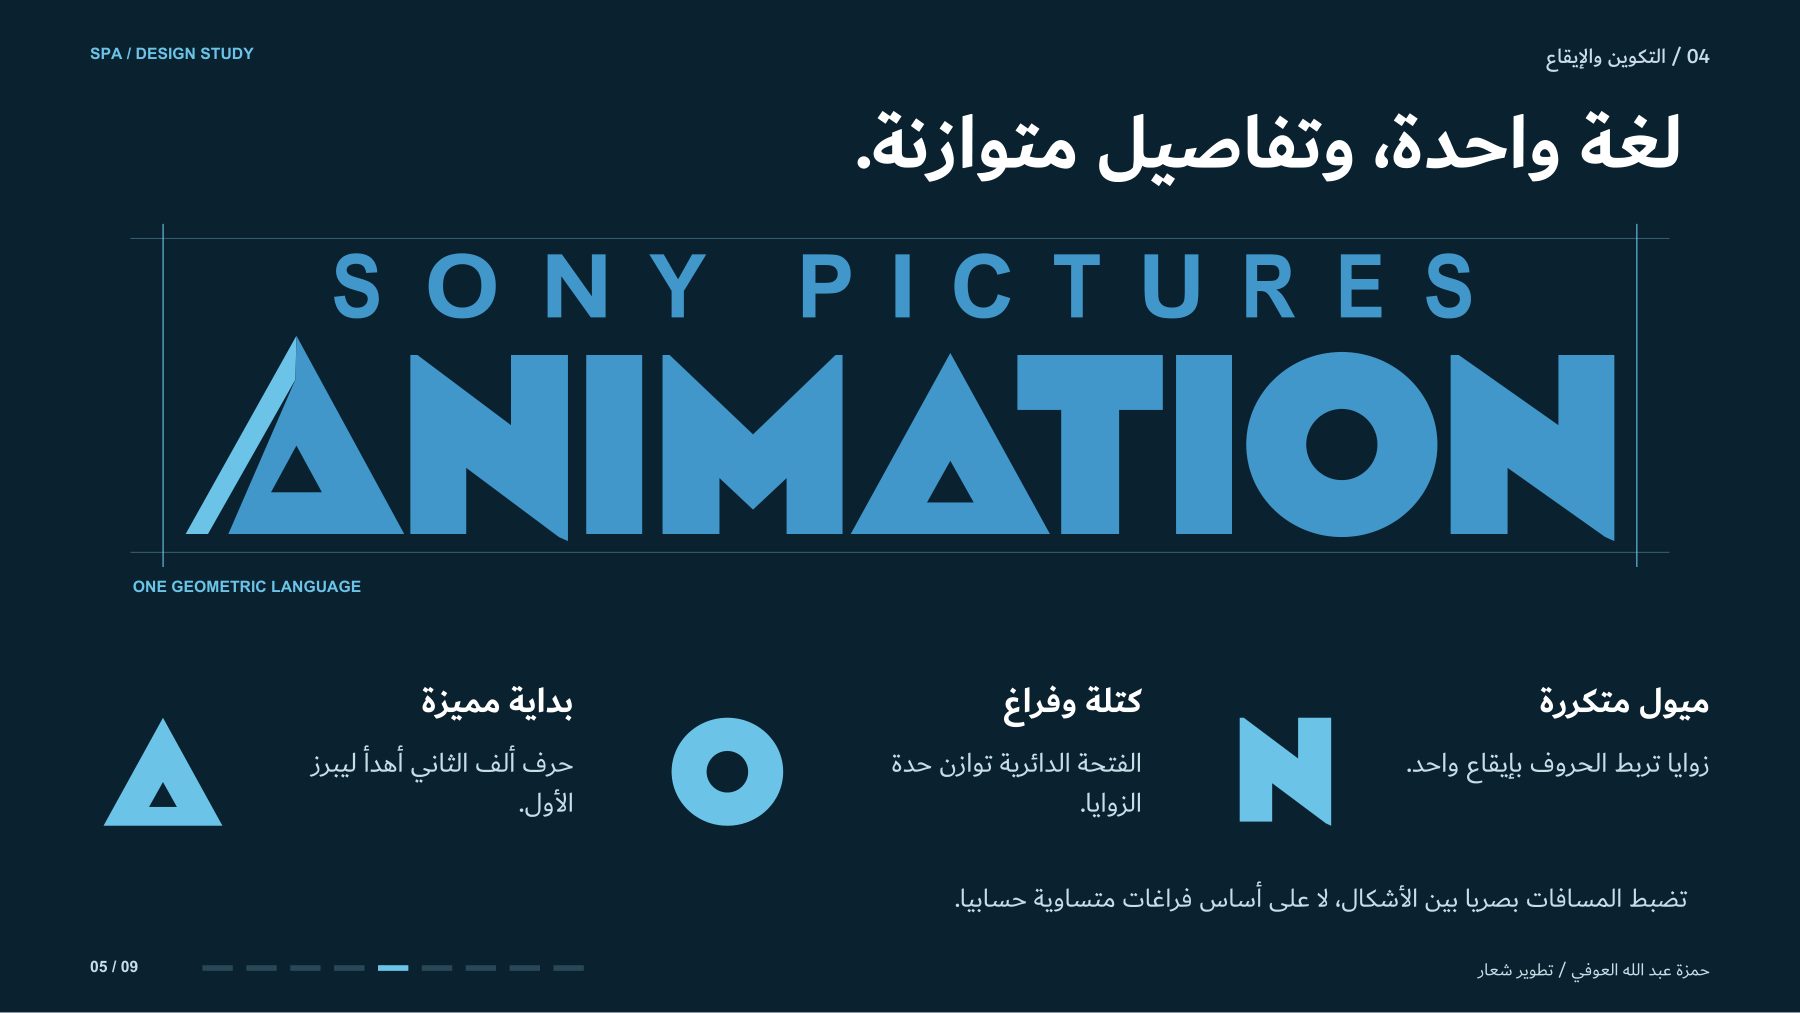 SPA / DESIGN STUDY
04 / التكوين والإيقاع
لغة واحدة، وتفاصيل متوازنة.
SONY PICTURES
ANIMATION
ONE GEOMETRIC LANGUAGE
ميول متكررة
زوايا تربط الحروف بإيقاع واحد.
N
كتلة وفراغ
الفتحة الدائرية توازن حدة
الزوايا.
O
بداية مميزة
حرف ألف الثاني أهدأ ليبرز
الأول.
A
تضبط المسافات بصريا بين الأشكال، لا على أساس فراغات متساوية حسابيا.
05 / 09
حمزة عبد الله العوفي / تطوير شعار